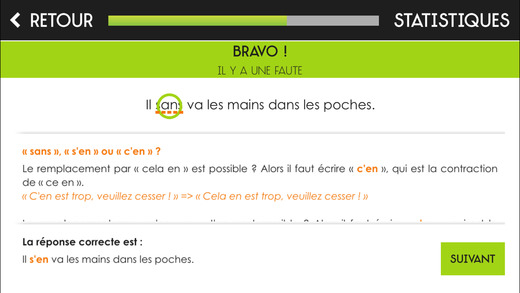 RETOUR
STATISTIQUES
BRAVO !
IL Y A UNE FAUTE
Il sans va les mains dans les poches.
« sans », « s'en » ou « c'en » ?
Le remplacement par « cela en » est possible ? Alors il faut écrire « c'en », qui est la contraction
de « ce en ».
« C'en est trop, veuillez cesser ! » => « Cela en est trop, veuillez cesser ! »
La réponse correcte est :
Il s'en va les mains dans les poches.
SUIVANT